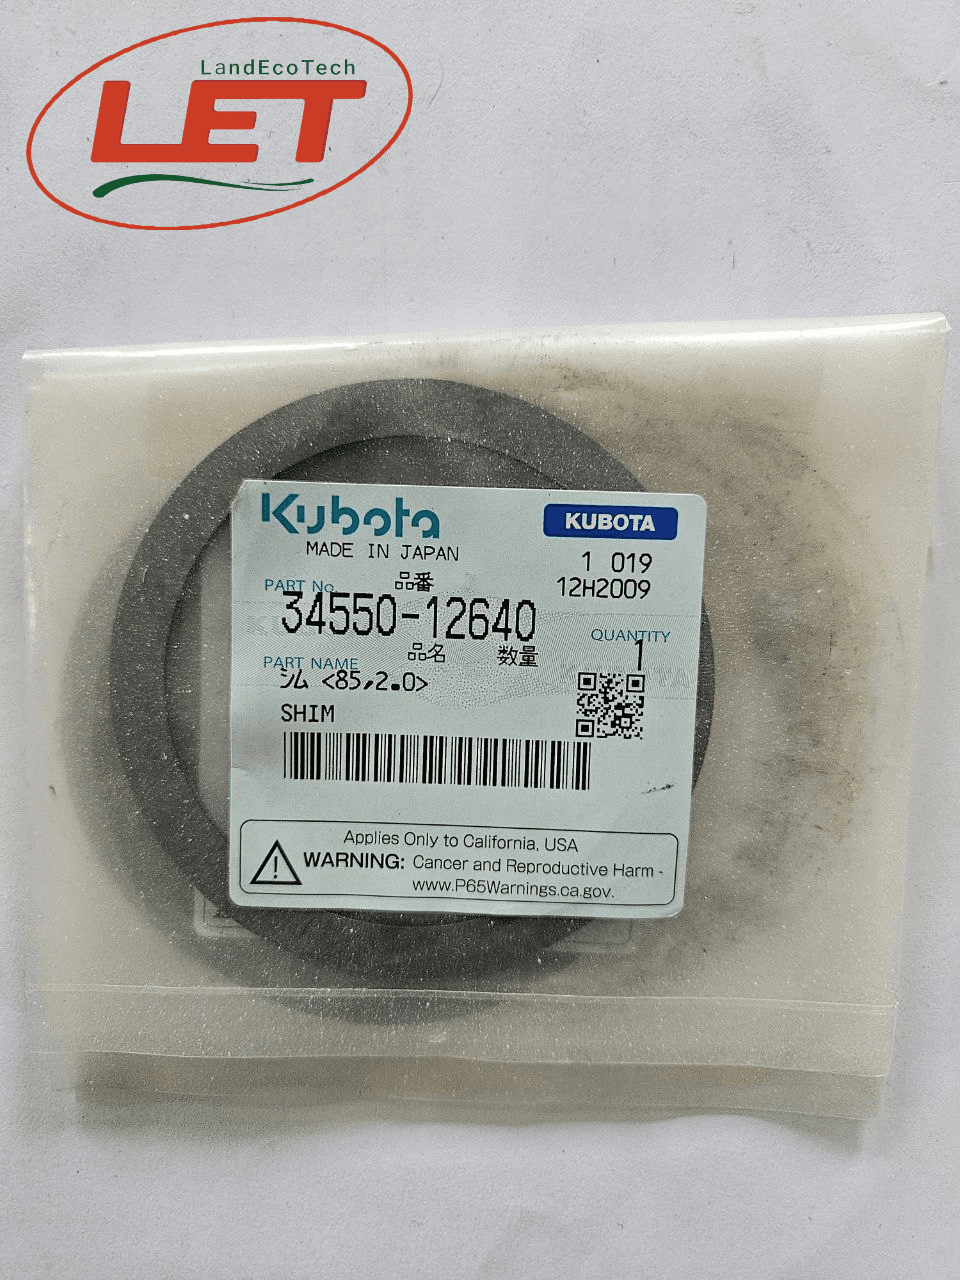 LandEcoTech
LET
Kubota
KUBOTA
MADE IN JAPAN
1 019
PART No.
品番
12H2009
34550-12640
QUANTITY
1
PART NAME
品名
数量
シム <85,2.0>
SHIM
Applies Only to California, USA
WARNING: Cancer and Reproductive Harm -
www.P65Warnings.ca.gov.